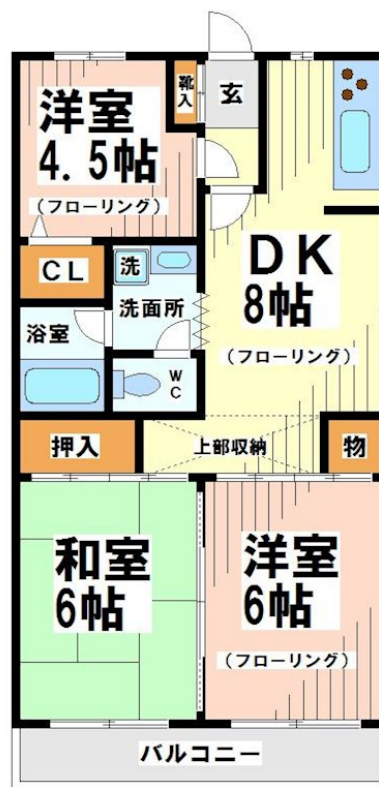 靴入
玄
洋室
4.5帖
(フローリング)
CL
洗
洗面所
浴室
WC
DK
8帖
(フローリング)
押入
上部収納
物
和室
6帖
洋室
6帖
(フローリング)
バルコニー